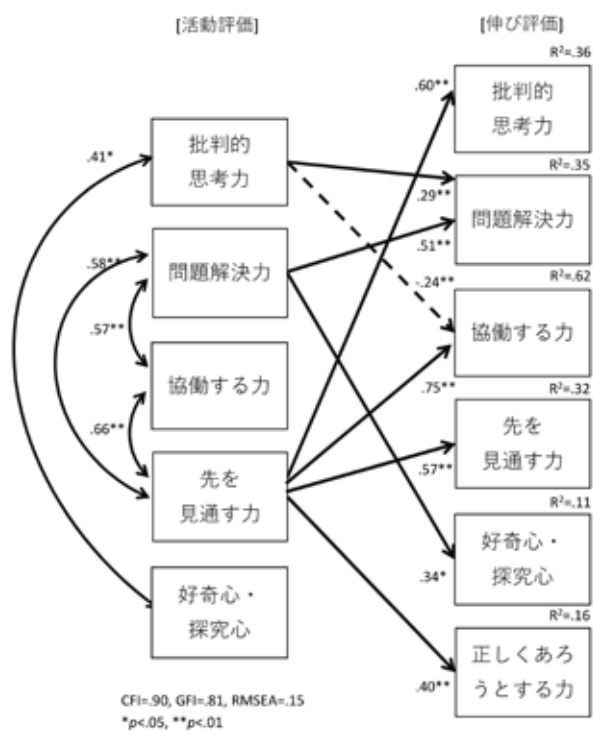 [活動評価]
[伸び評価]
R²=.36
.60**
批判的
思考力
.41*
批判的
思考力
R²=.35
.29**
問題解決力
.51**
.58**
問題解決力
-.24**
R²=.62
.57**
協働する力
協働する力
.75**
R²=.32
.66**
先を
見通す力
先を
見通す力
.57**
R²=.11
好奇心・
探究心
好奇心・
探究心
.34*
R²=.16
正しくあろ
うとする力
.40**
CFI=.90, GFI=.81, RMSEA=.15
*p<.05, **p<.01